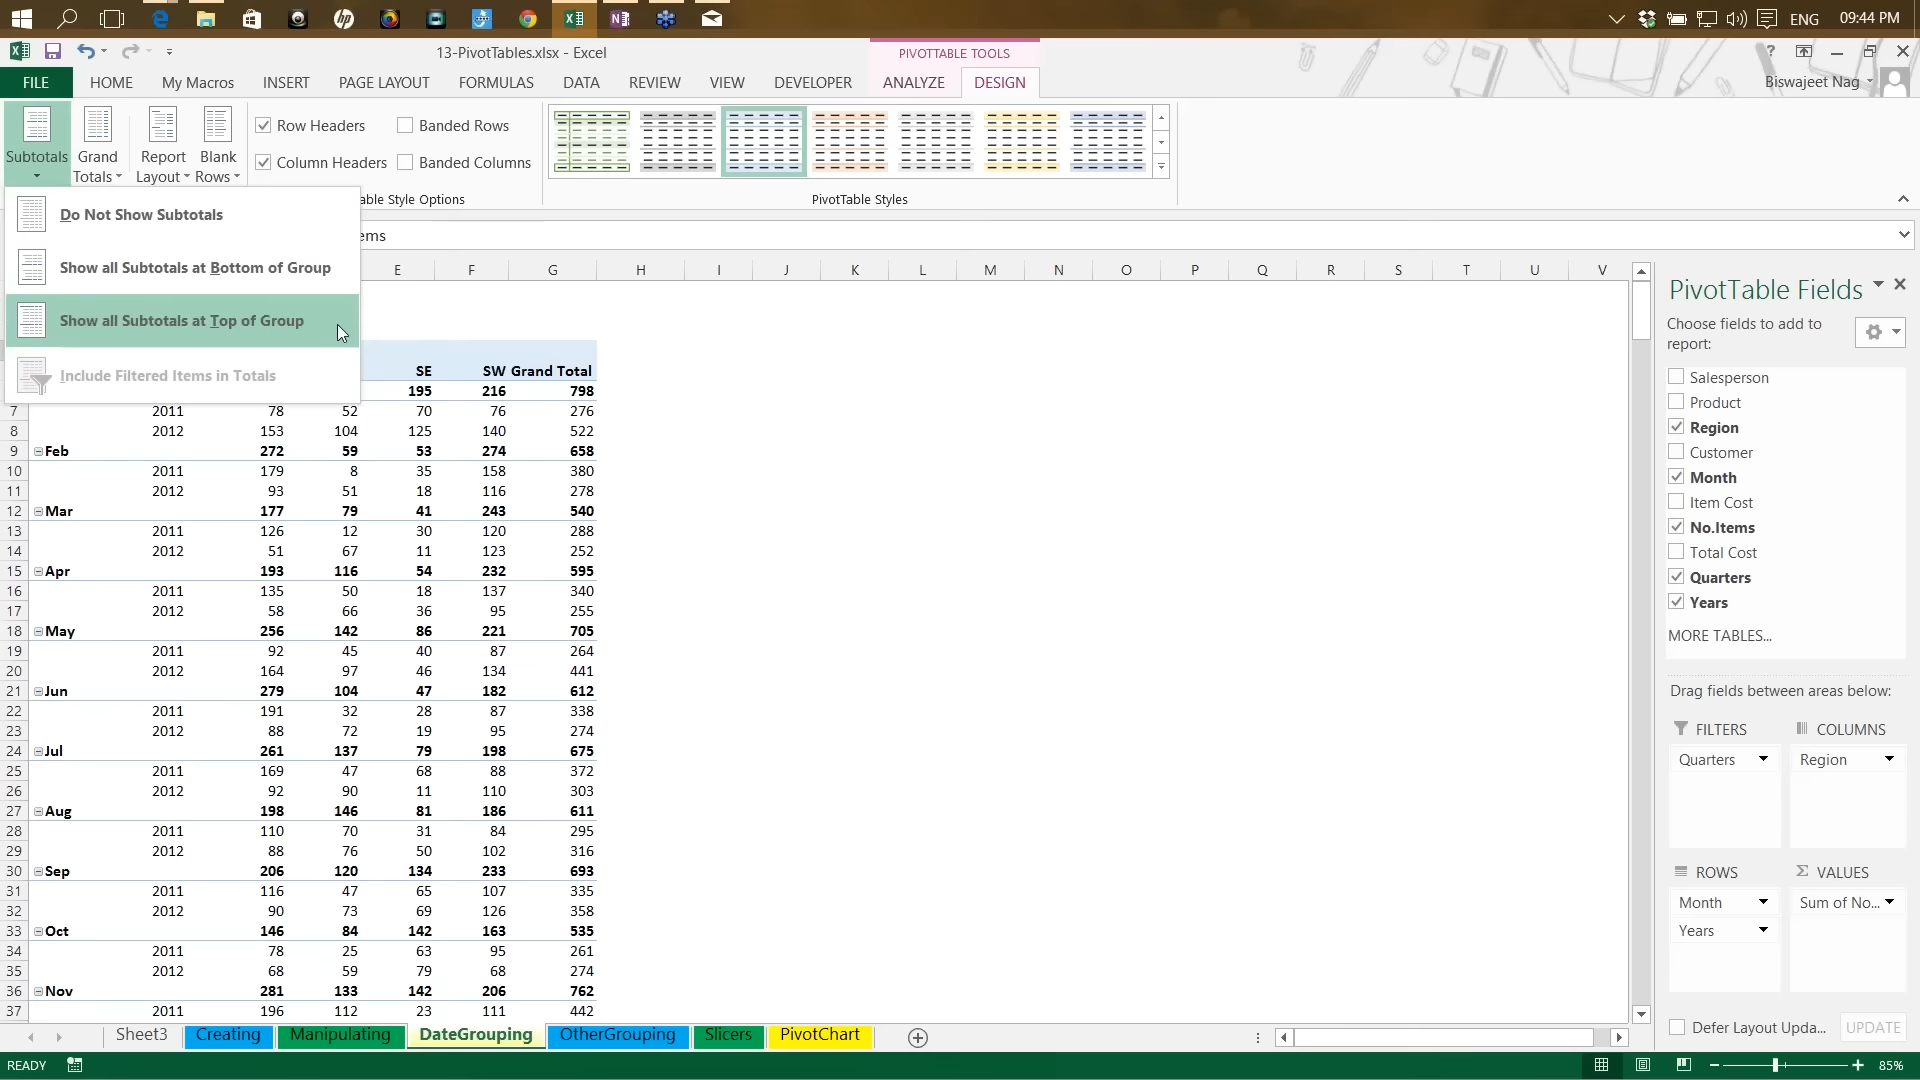 ENG
09:44 PM
13-PivotTables.xlsx - Excel
PIVOTTABLE TOOLS
?
FILE
HOME
My Macros
INSERT
PAGE LAYOUT
FORMULAS
DATA
REVIEW
VIEW
DEVELOPER
ANALYZE
DESIGN
Biswajeet Nag
Subtotals
Grand Totals
Report Layout
Blank Rows
Row Headers
Banded Rows
Column Headers
Banded Columns
able Style Options
PivotTable Styles
Do Not Show Subtotals
Show all Subtotals at Bottom of Group
Show all Subtotals at Top of Group
Include Filtered Items in Totals
ems
E F G H I J K L M N O P Q R S T U V
SE SW Grand Total
195 216 798
7 2011 78 52 70 76 276
8 2012 153 104 125 140 522
9 Feb 272 59 53 274 658
10 2011 179 8 35 158 380
11 2012 93 51 18 116 278
12 Mar 177 79 41 243 540
13 2011 126 12 30 120 288
14 2012 51 67 11 123 252
15 Apr 193 116 54 232 595
16 2011 135 50 18 137 340
17 2012 58 66 36 95 255
18 May 256 142 86 221 705
19 2011 92 45 40 87 264
20 2012 164 97 46 134 441
21 Jun 279 104 47 182 612
22 2011 191 32 28 87 338
23 2012 88 72 19 95 274
24 Jul 261 137 79 198 675
25 2011 169 47 68 88 372
26 2012 92 90 11 110 303
27 Aug 198 146 81 186 611
28 2011 110 70 31 84 295
29 2012 88 76 50 102 316
30 Sep 206 120 134 233 693
31 2011 116 47 65 107 335
32 2012 90 73 69 126 358
33 Oct 146 84 142 163 535
34 2011 78 25 63 95 261
35 2012 68 59 79 68 274
36 Nov 281 133 142 206 762
37 2011 196 112 23 111 442
PivotTable Fields
Choose fields to add to
report:
Salesperson
Product
Region
Customer
Month
Item Cost
No.Items
Total Cost
Quarters
Years
MORE TABLES...
Drag fields between areas below:
FILTERS
COLUMNS
Quarters
Region
ROWS
Σ VALUES
Month
Sum of No...
Years
Defer Layout Upda...
UPDATE
Sheet3
Creating
Manipulating
DateGrouping
OtherGrouping
Slicers
PivotChart
READY
85%